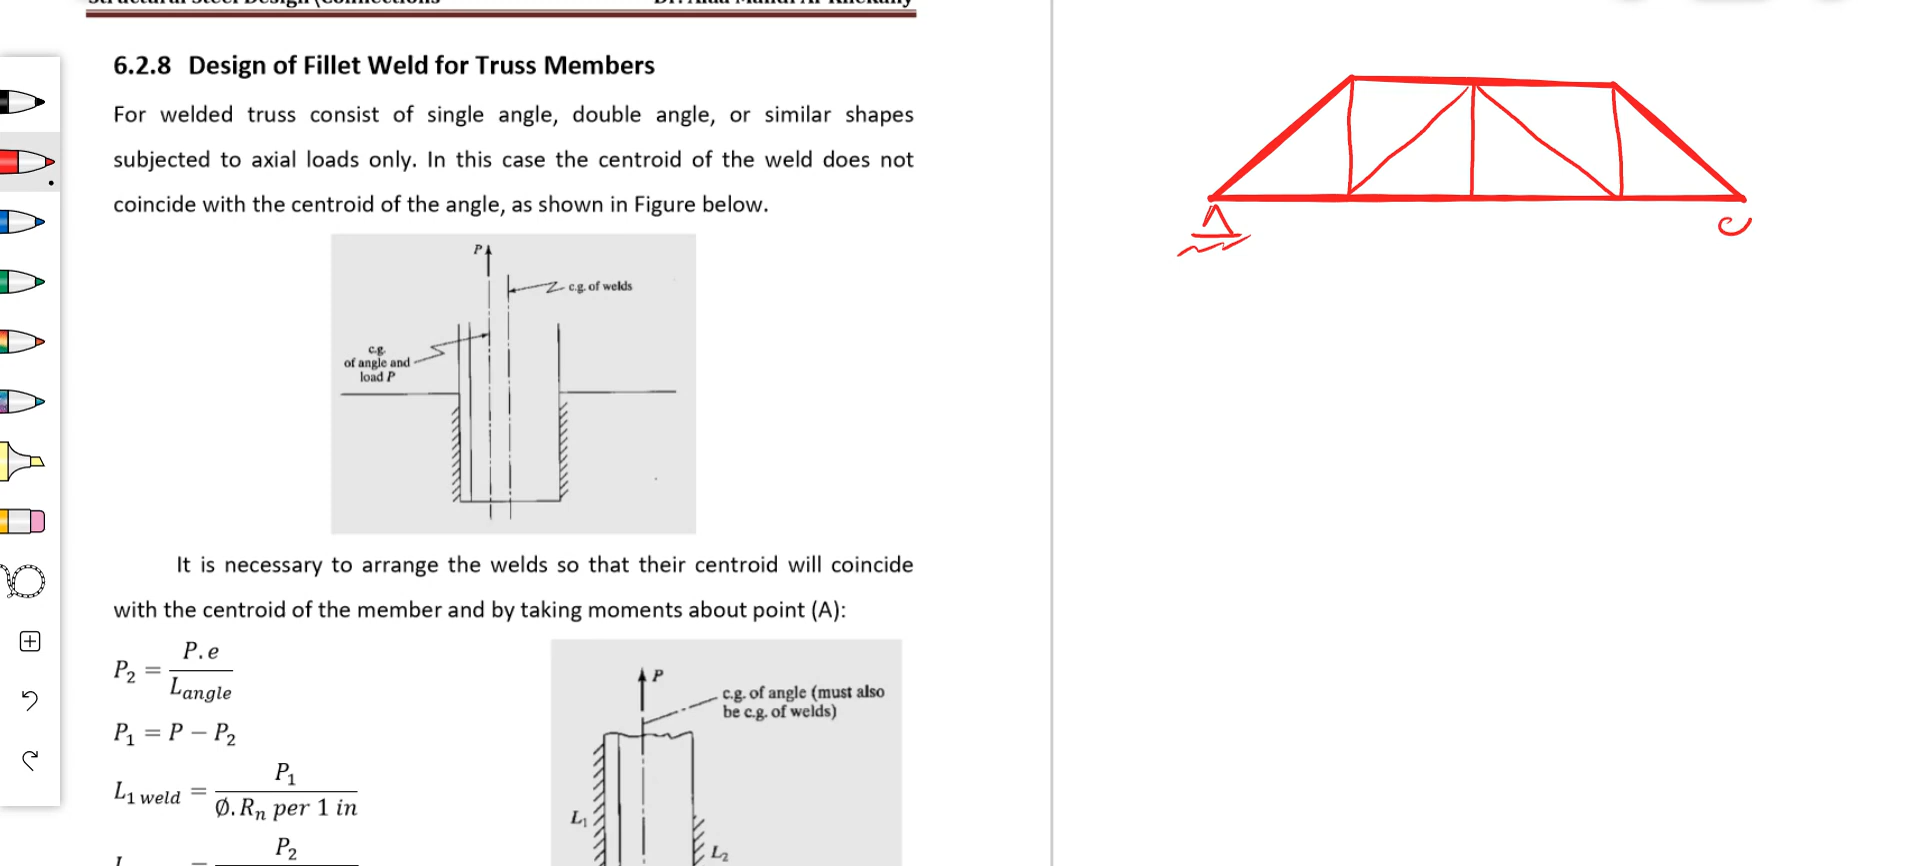 6.2.8 Design of Fillet Weld for Truss Members
For welded truss consist of single angle, double angle, or similar shapes
subjected to axial loads only. In this case the centroid of the weld does not
coincide with the centroid of the angle, as shown in Figure below.
P
c.g. of welds
c.g.
of angle and
load P
It is necessary to arrange the welds so that their centroid will coincide
with the centroid of the member and by taking moments about point (A):
P₂ = P.e / L_angle
P₁ = P − P₂
L₁ weld = P₁ / Ø.Rₙ per 1 in
P₂
P
c.g. of angle (must also
be c.g. of welds)
L₁
L₂